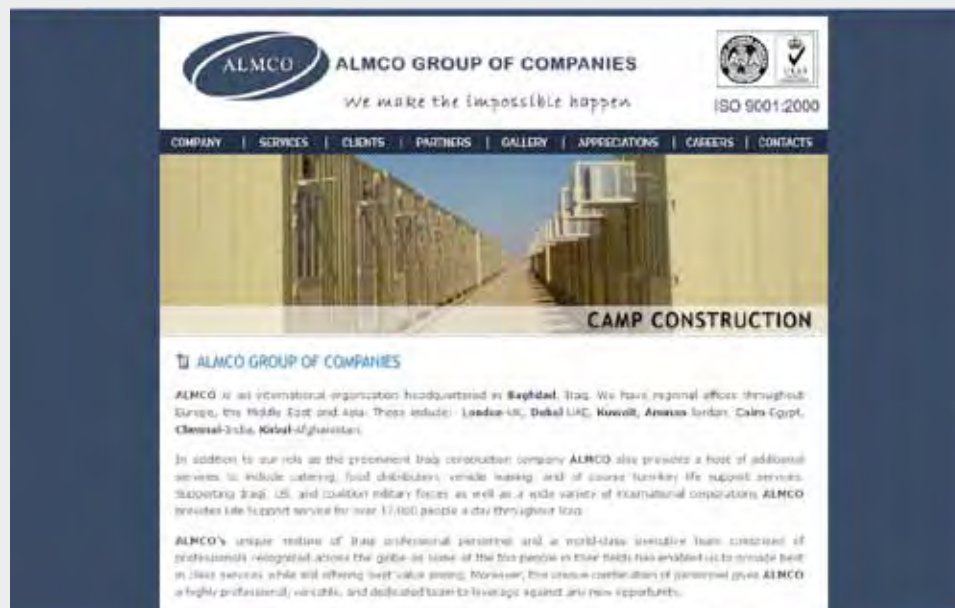 ALMCO
ALMCO GROUP OF COMPANIES
We make the impossible happen
ISO 9001:2000
COMPANY | SERVICES | CLIENTS | PARTNERS | GALLERY | APPRECIATIONS | CAREERS | CONTACTS
CAMP CONSTRUCTION
ALMCO GROUP OF COMPANIES
ALMCO is an international organization headquartered in Baghdad, Iraq. We have regional offices throughout
Europe, the Middle East and Asia. These include:- London-UK, Dubai-UAE, Kuwait, Amman-Jordan, Cairo-Egypt,
Chennai-India, Kabul-Afghanistan.
In addition to our role as the preeminent Iraqi construction company ALMCO also provides a host of additional
services to include catering, food distribution, vehicle leasing, and of course turn-key life support services.
Supporting Iraqi, US, and coalition military forces as well as a wide variety of international corporations ALMCO
provides Life Support service for over 17,000 people a day throughout Iraq.
ALMCO's unique mixture of Iraqi professional personnel and a world-class executive team comprised of
professionals recognized across the globe as some of the top people in their fields has enabled us to provide best
in class services while still offering best value pricing. Moreover, this unique combination of personnel gives ALMCO
a highly professional, versatile, and dedicated team to leverage against any new opportunity.